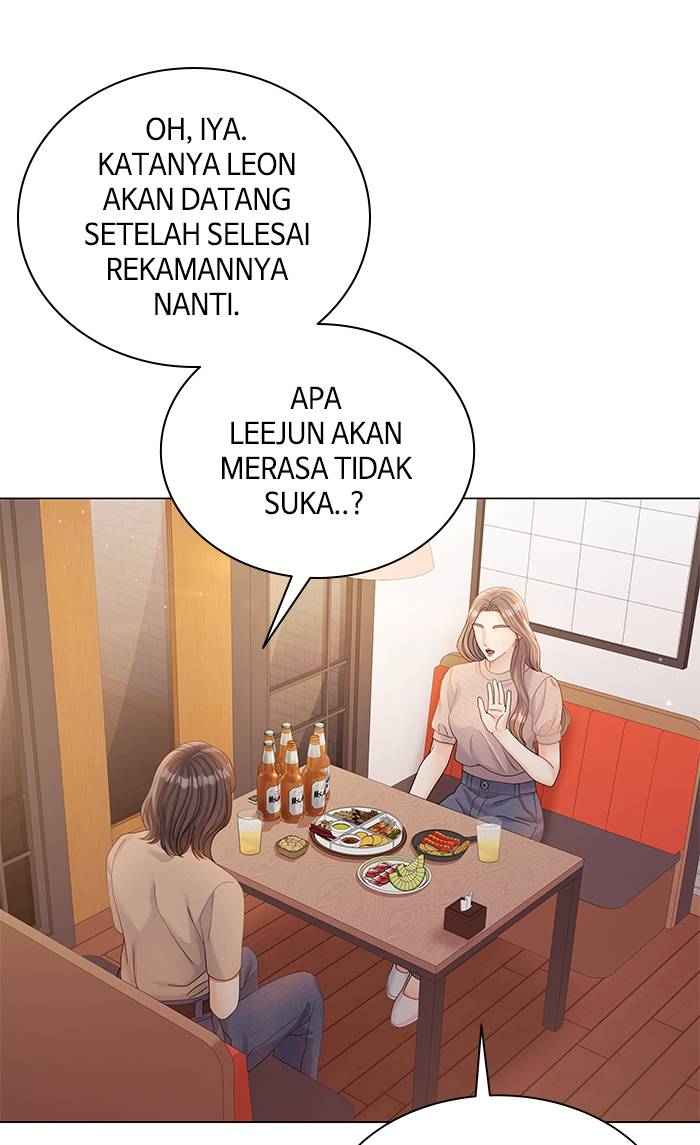 OH, IYA.
KATANYA LEON
AKAN DATANG
SETELAH SELESAI
REKAMANNYA
NANTI.
APA
LEEJUN AKAN
MERASA TIDAK
SUKA..?